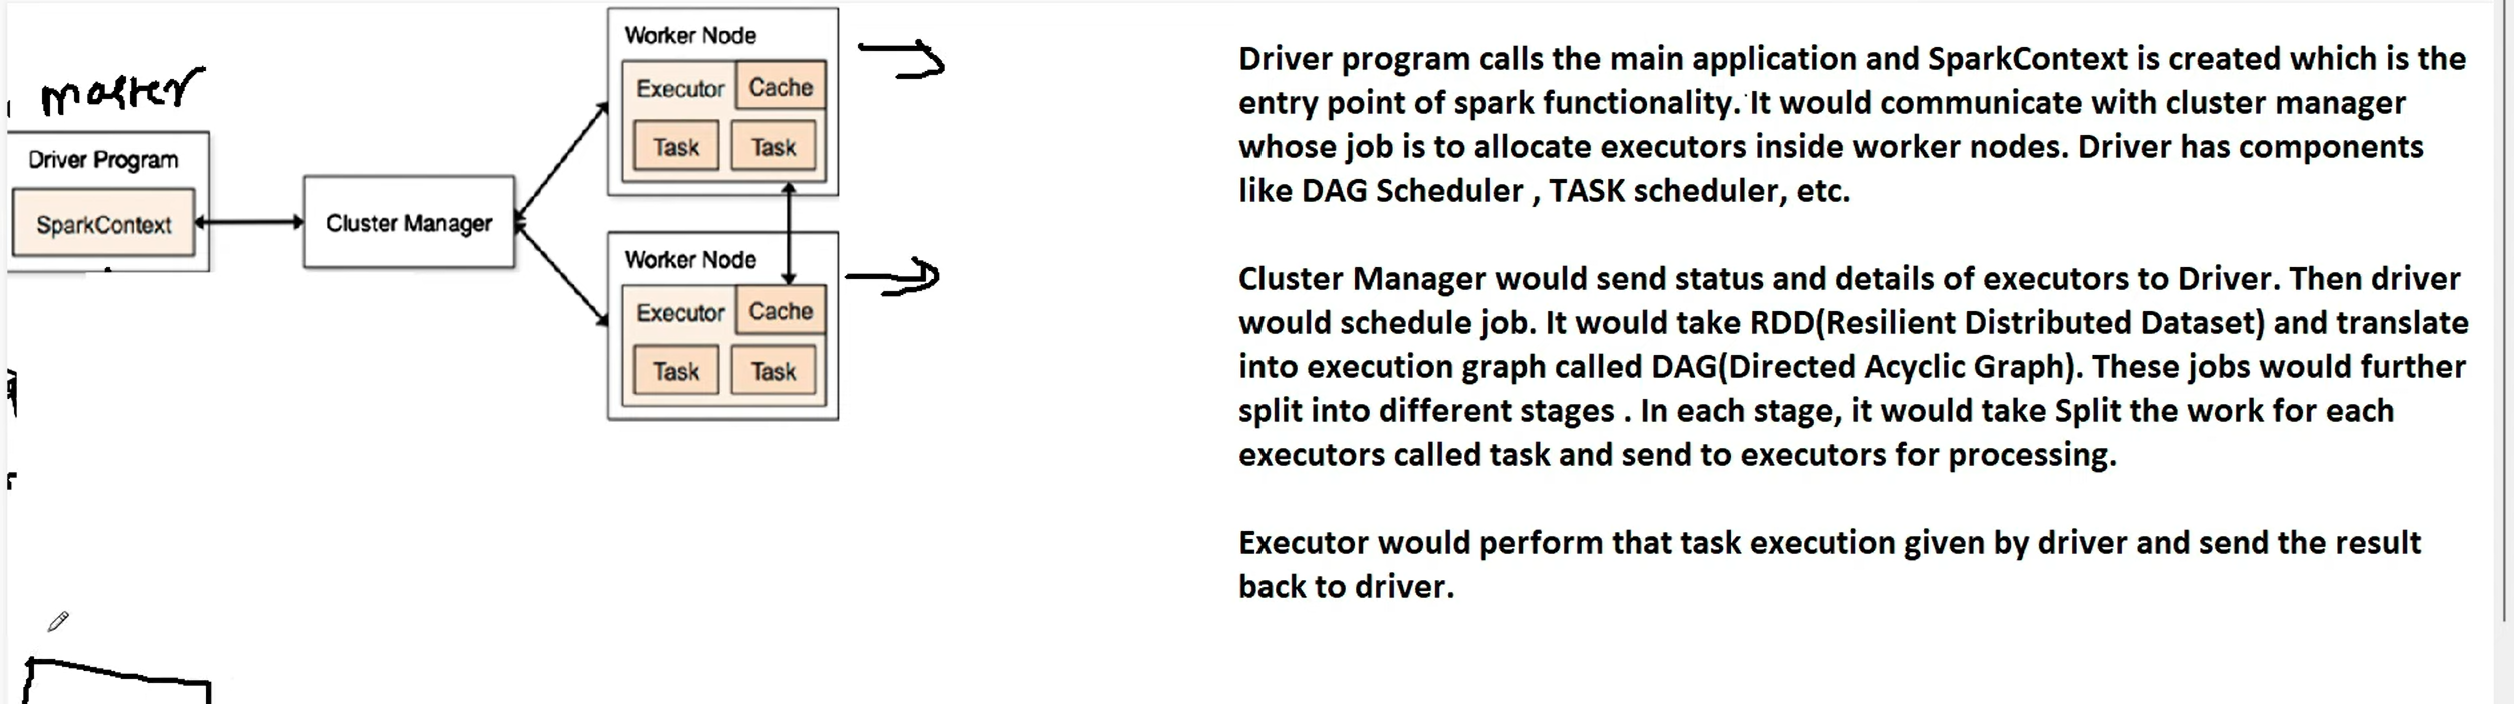 master
Driver Program
SparkContext
Cluster Manager
Worker Node
Executor
Cache
Task
Task
Worker Node
Executor
Cache
Task
Task
Driver program calls the main application and SparkContext is created which is the
entry point of spark functionality. It would communicate with cluster manager
whose job is to allocate executors inside worker nodes. Driver has components
like DAG Scheduler , TASK scheduler, etc.
Cluster Manager would send status and details of executors to Driver. Then driver
would schedule job. It would take RDD(Resilient Distributed Dataset) and translate
into execution graph called DAG(Directed Acyclic Graph). These jobs would further
split into different stages . In each stage, it would take Split the work for each
executors called task and send to executors for processing.
Executor would perform that task execution given by driver and send the result
back to driver.